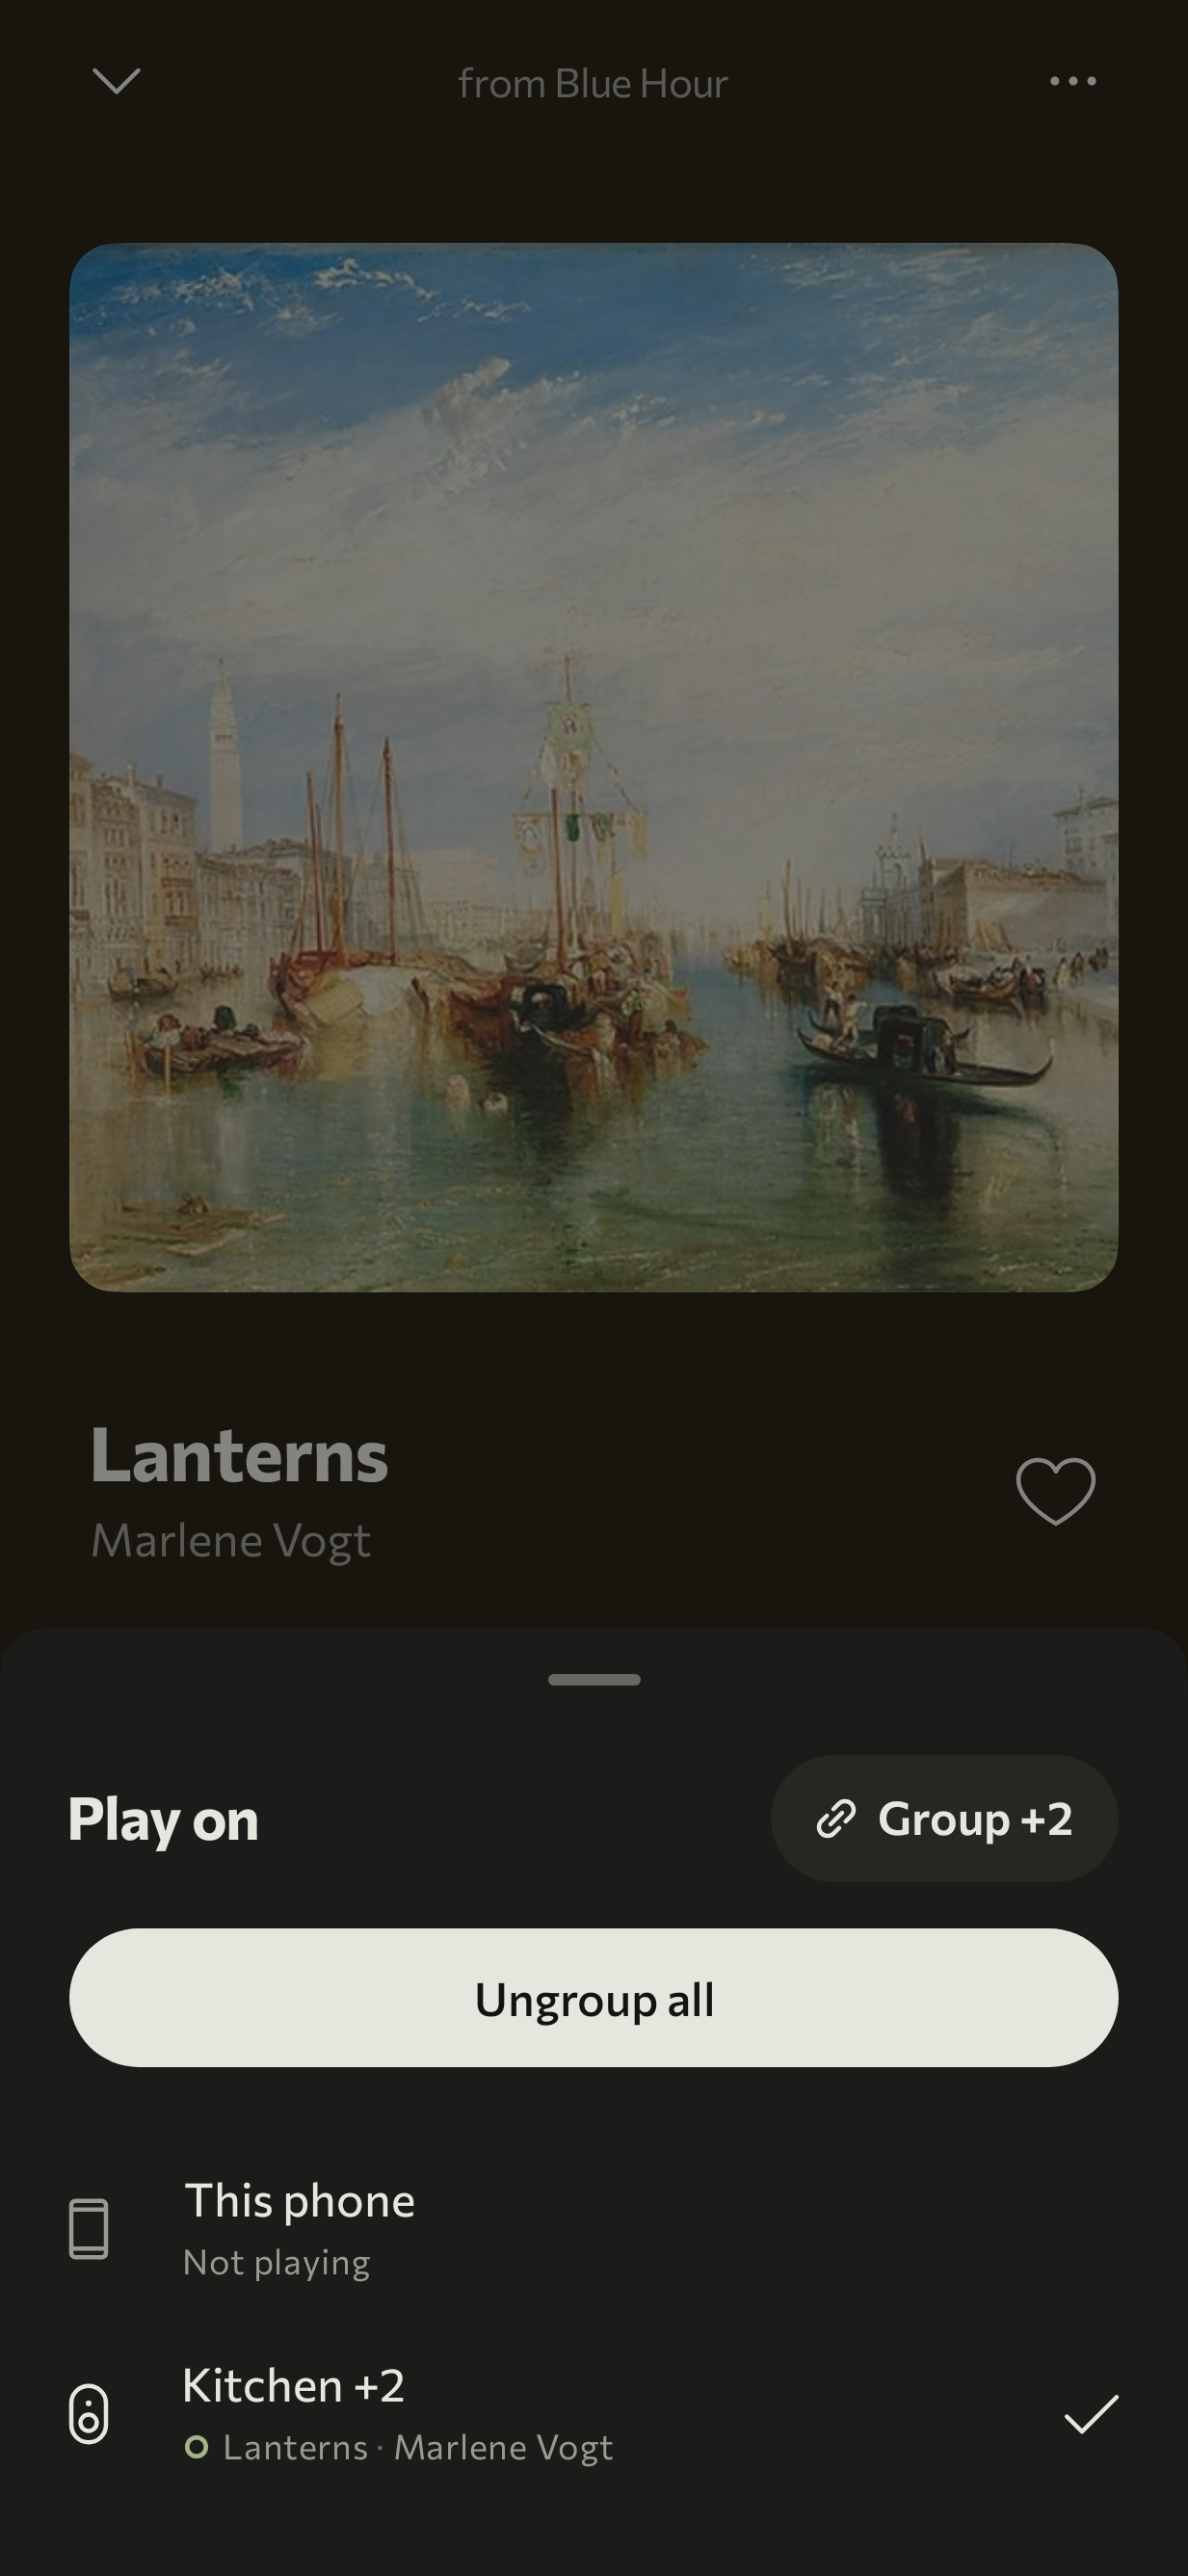 from Blue Hour
Lanterns
Marlene Vogt
Play on
Group +2
Ungroup all
This phone
Not playing
Kitchen +2
Lanterns · Marlene Vogt